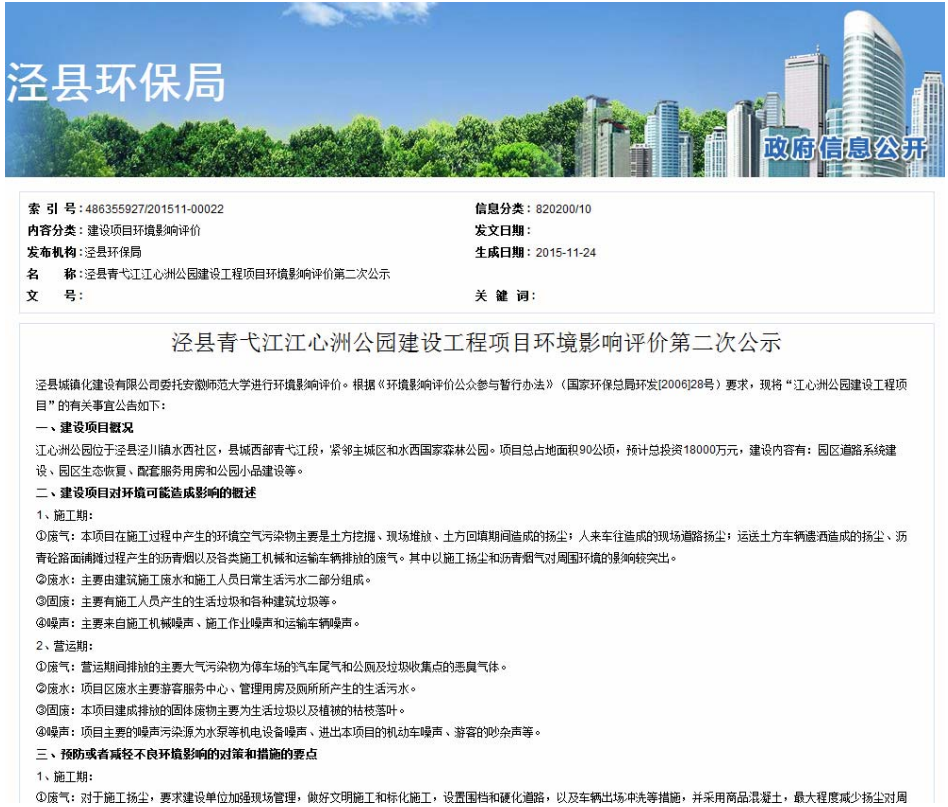 泾县环保局
政府信息公开
索 引 号：486355927/201511-00022
信息分类：820200/10
内容分类：建设项目环境影响评价
发文日期：
发布机构：泾县环保局
生成日期：2015-11-24
名 称：泾县青弋江江心洲公园建设工程项目环境影响评价第二次公示
文 号：
关 键 词：
泾县青弋江江心洲公园建设工程项目环境影响评价第二次公示
泾县城镇化建设有限公司委托安徽师范大学进行环境影响评价。根据《环境影响评价公众参与暂行办法》（国家环保总局环发[2006]28号）要求，现将“江心洲公园建设工程项
目”的有关事宜公告如下：
一、建设项目概况
江心洲公园位于泾县泾川镇水西社区，县城西部青弋江段，紧邻主城区和水西国家森林公园。项目总占地面积90公顷，预计总投资18000万元，建设内容有：园区道路系统建
设、园区生态恢复、配套服务用房和公园小品建设等。
二、建设项目对环境可能造成影响的概述
1、施工期：
①废气：本项目在施工过程中产生的环境空气污染物主要是土方挖掘、现场堆放、土方回填期间造成的扬尘；人来车往造成的现场道路扬尘；运送土方车辆遗洒造成的扬尘、沥
青砼路面铺摊过程产生的沥青烟以及各类施工机械和运输车辆排放的废气。其中以施工扬尘和沥青烟气对周围环境的影响较突出。
②废水：主要由建筑施工废水和施工人员日常生活污水二部分组成。
③固废：主要有施工人员产生的生活垃圾和各种建筑垃圾等。
④噪声：主要来自施工机械噪声、施工作业噪声和运输车辆噪声。
2、营运期：
①废气：营运期间排放的主要大气污染物为停车场的汽车尾气和公厕及垃圾收集点的恶臭气体。
②废水：项目区废水主要游客服务中心、管理用房及厕所所产生的生活污水。
③固废：本项目建成排放的固体废物主要为生活垃圾以及植被的枯枝落叶。
④噪声：项目主要的噪声污染源为水泵等机电设备噪声、进出本项目的机动车噪声、游客的吵杂声等。
三、预防或者减轻不良环境影响的对策和措施的要点
1、施工期：
①废气：对于施工扬尘，要求建设单位加强现场管理，做好文明施工和标化施工，设置围档和硬化道路，以及车辆出场冲洗等措施，并采用商品混凝土，最大程度减少扬尘对周